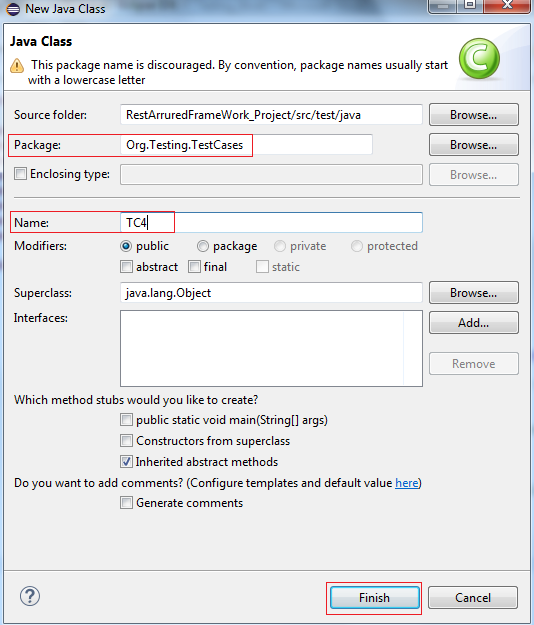 New Java Class
Java Class
This package name is discouraged. By convention, package names usually start
with a lowercase letter
C
Source folder: RestArruredFrameWork_Project/src/test/java Browse...
Package: Org.Testing.TestCases Browse...
Enclosing type: Browse...
Name: TC4
Modifiers: public package private protected
abstract final static
Superclass: java.lang.Object Browse...
Interfaces: Add...
Remove
Which method stubs would you like to create?
public static void main(String[] args)
Constructors from superclass
Inherited abstract methods
Do you want to add comments? (Configure templates and default value here)
Generate comments
? Finish Cancel